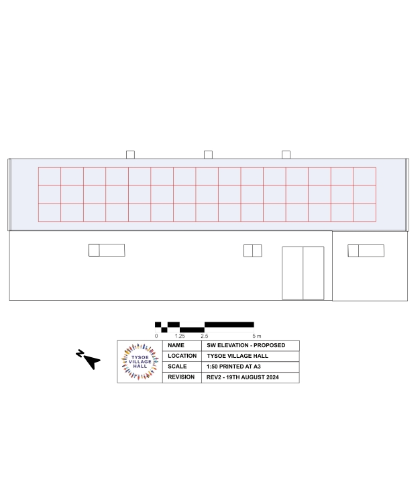 0 1.25 2.5 5 m
N
TYSOE
VILLAGE
HALL
NAME SW ELEVATION - PROPOSED
LOCATION TYSOE VILLAGE HALL
SCALE 1:50 PRINTED AT A3
REVISION REV2 - 19TH AUGUST 2024